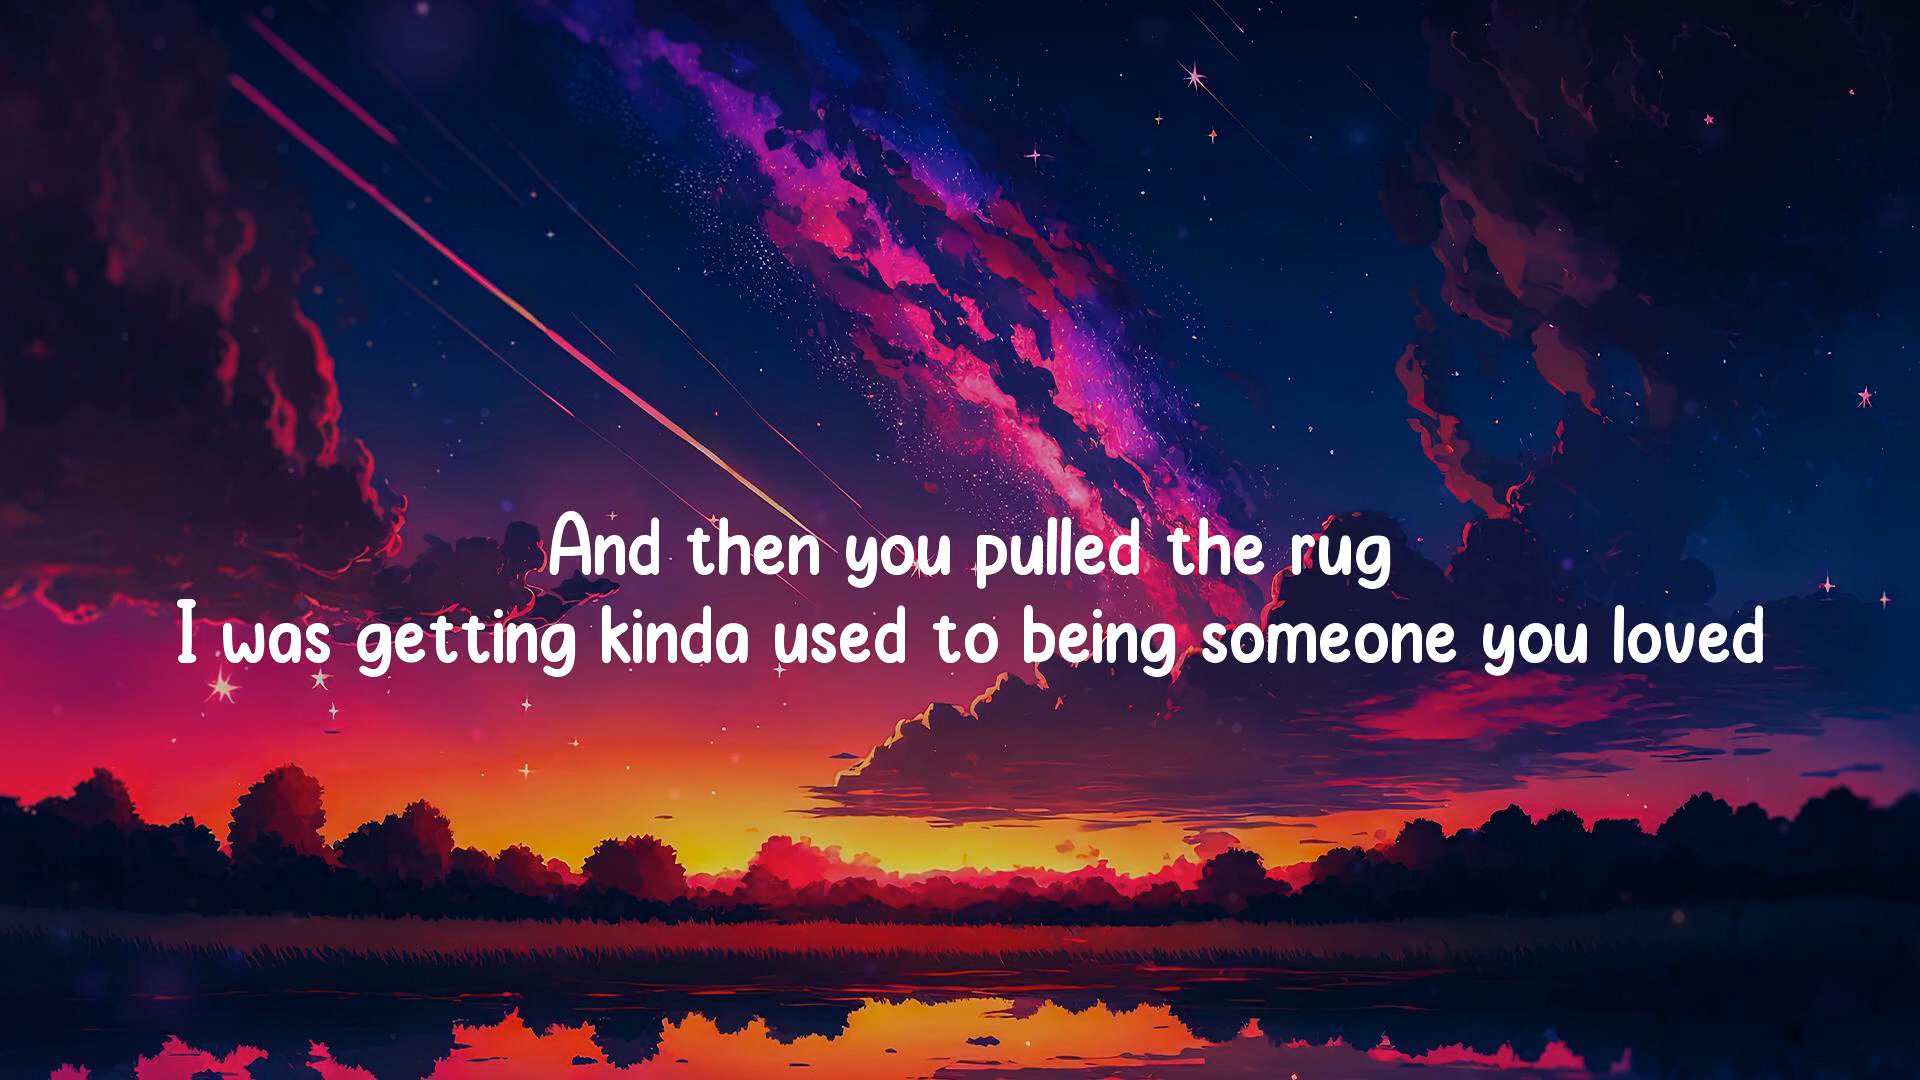 And then you pulled the rug
I was getting kinda used to being someone you loved